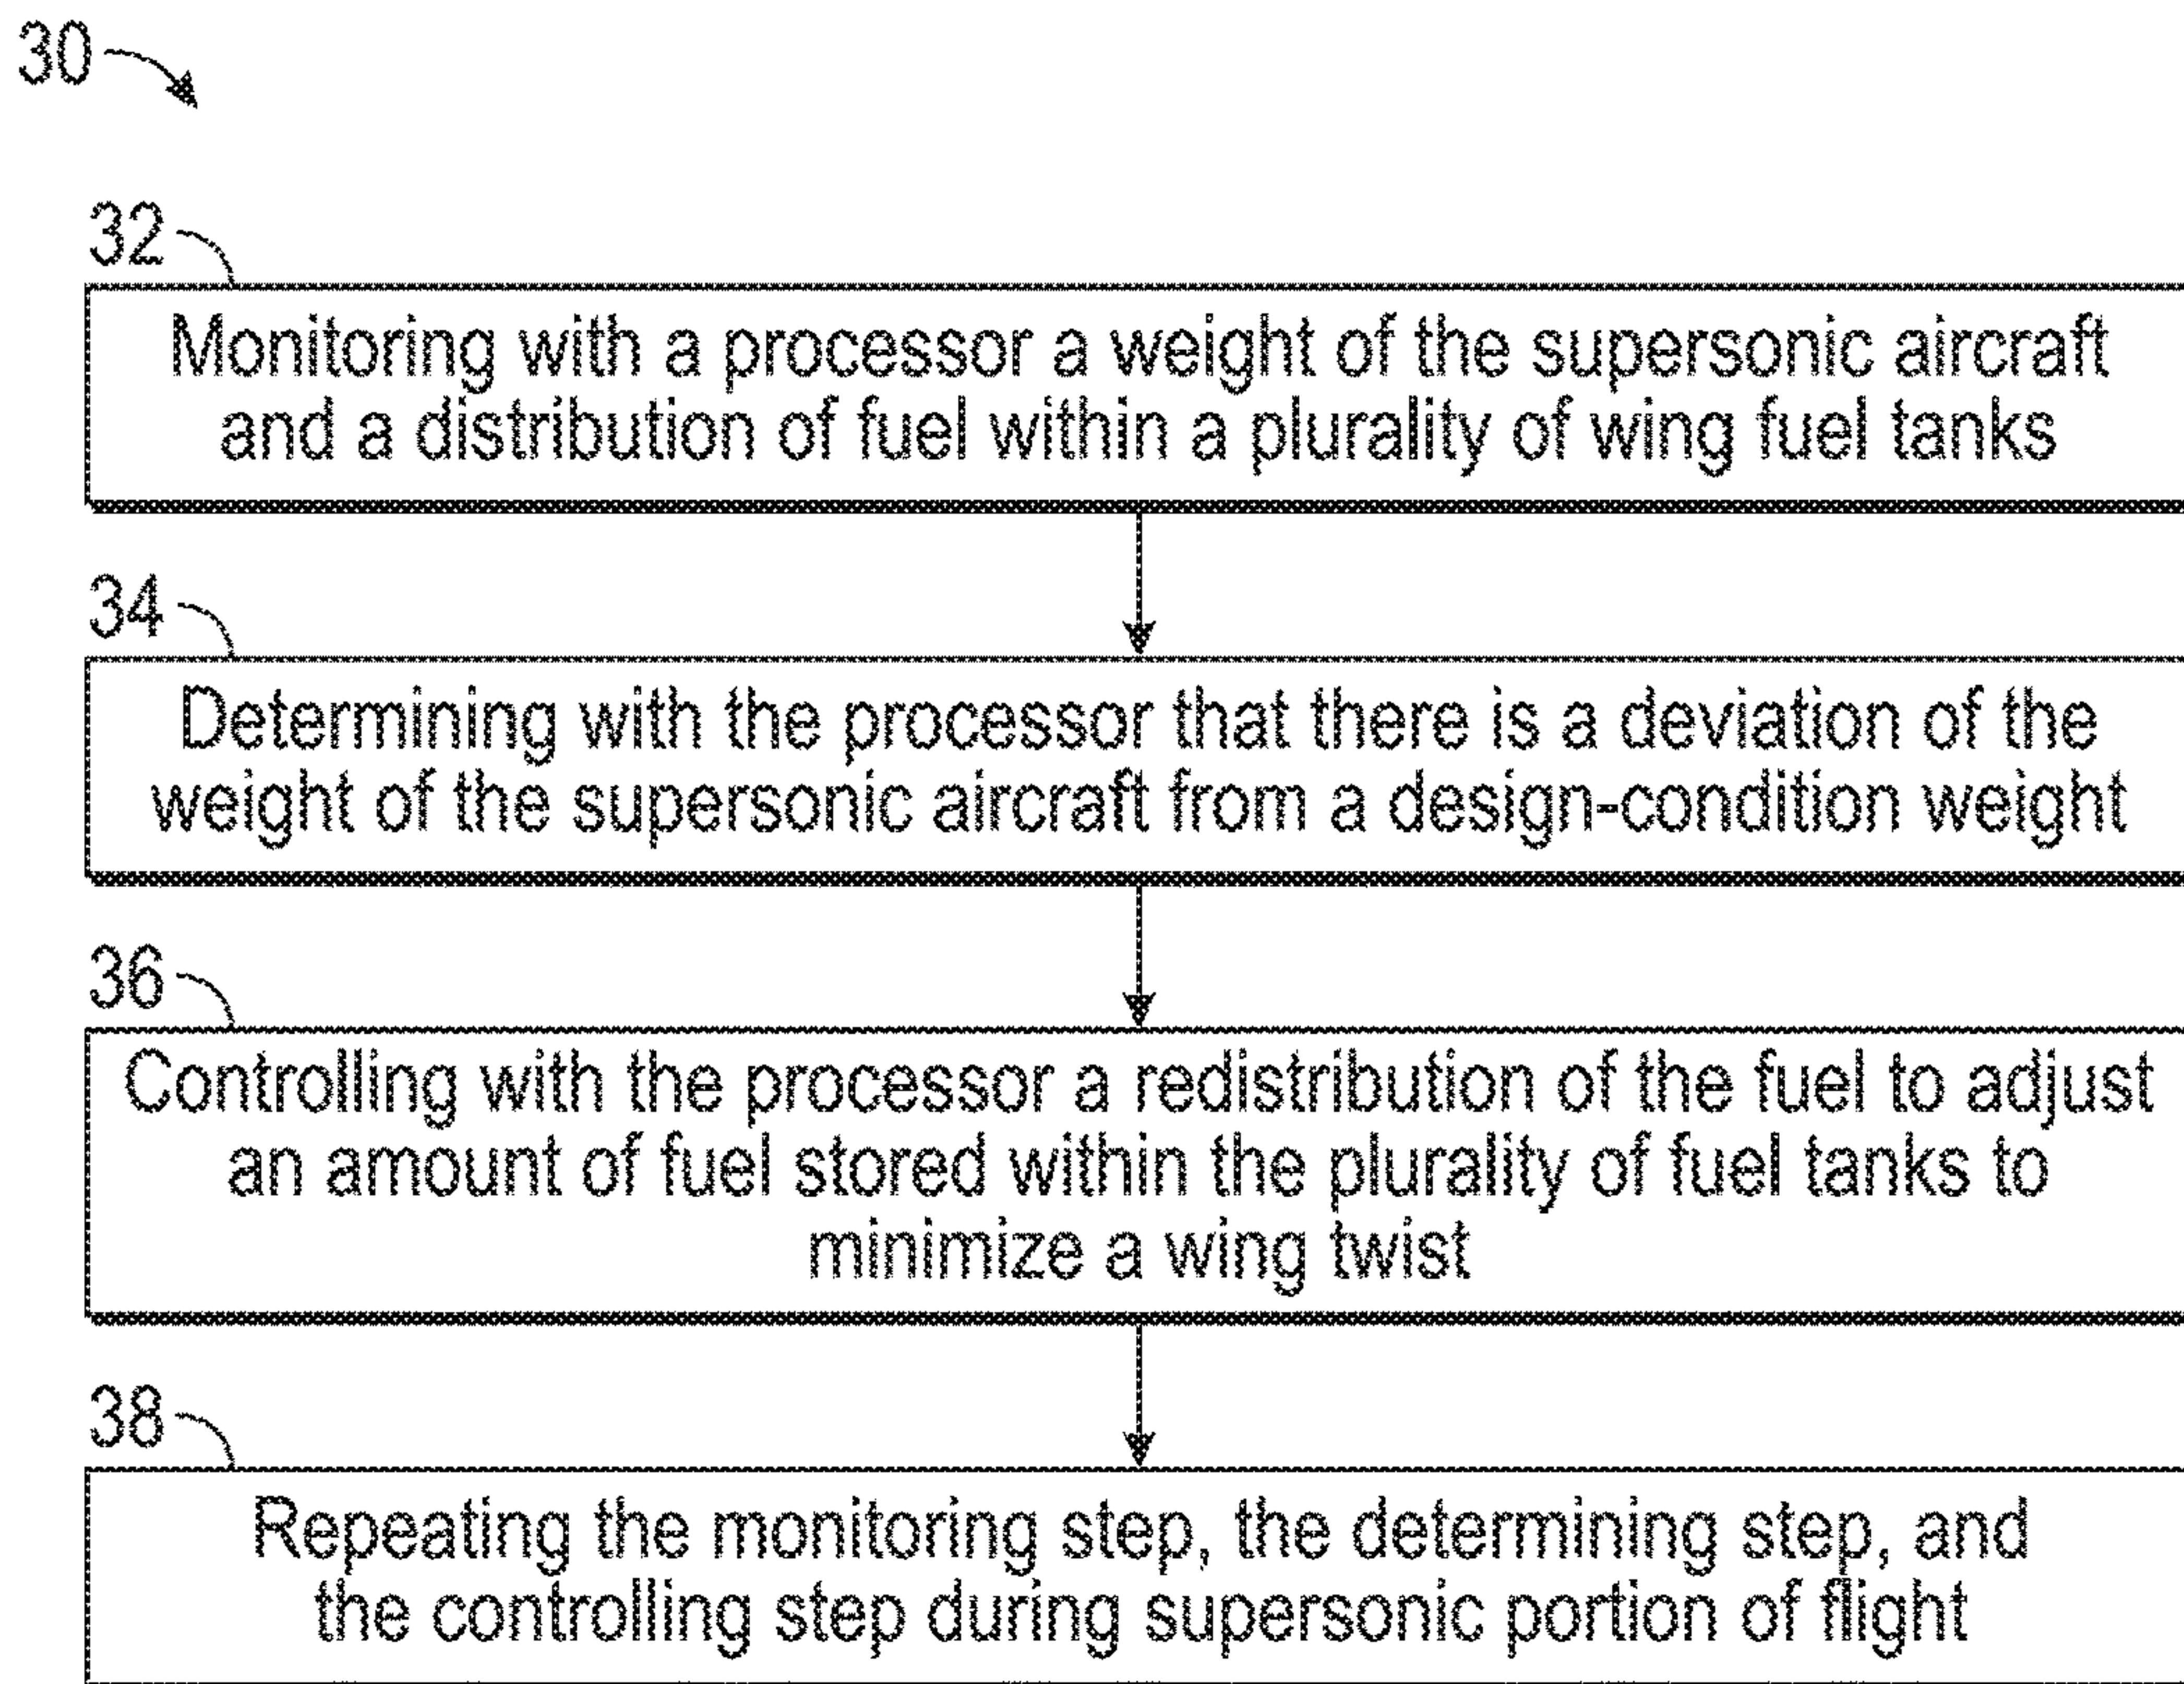 30
32
Monitoring with a processor a weight of the supersonic aircraft
and a distribution of fuel within a plurality of wing fuel tanks
34
Determining with the processor that there is a deviation of the
weight of the supersonic aircraft from a design-condition weight
36
Controlling with the processor a redistribution of the fuel to adjust
an amount of fuel stored within the plurality of fuel tanks to
minimize a wing twist
38
Repeating the monitoring step, the determining step, and
the controlling step during supersonic portion of flight